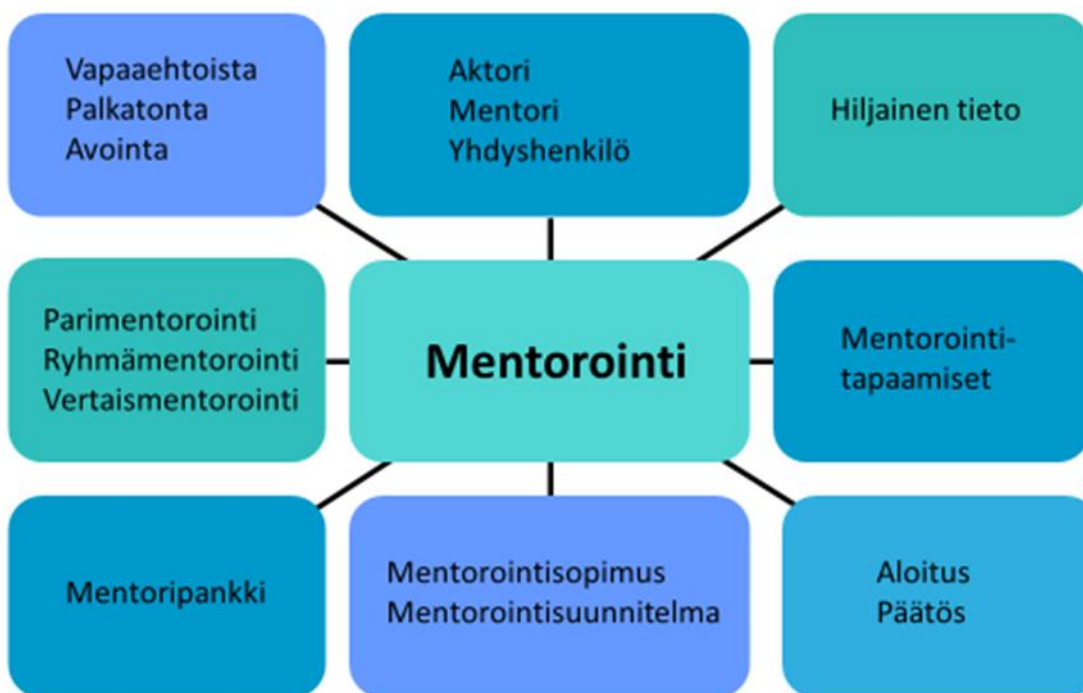 Vapaaehtoista
Palkatonta
Avointa
Aktori
Mentori
Yhdyshenkilö
Hiljainen tieto
Parimentorointi
Ryhmämentorointi
Vertaismentorointi
Mentorointi
Mentorointi-
tapaamiset
Mentoripankki
Mentorointisopimus
Mentorointisuunnitelma
Aloitus
Päätös